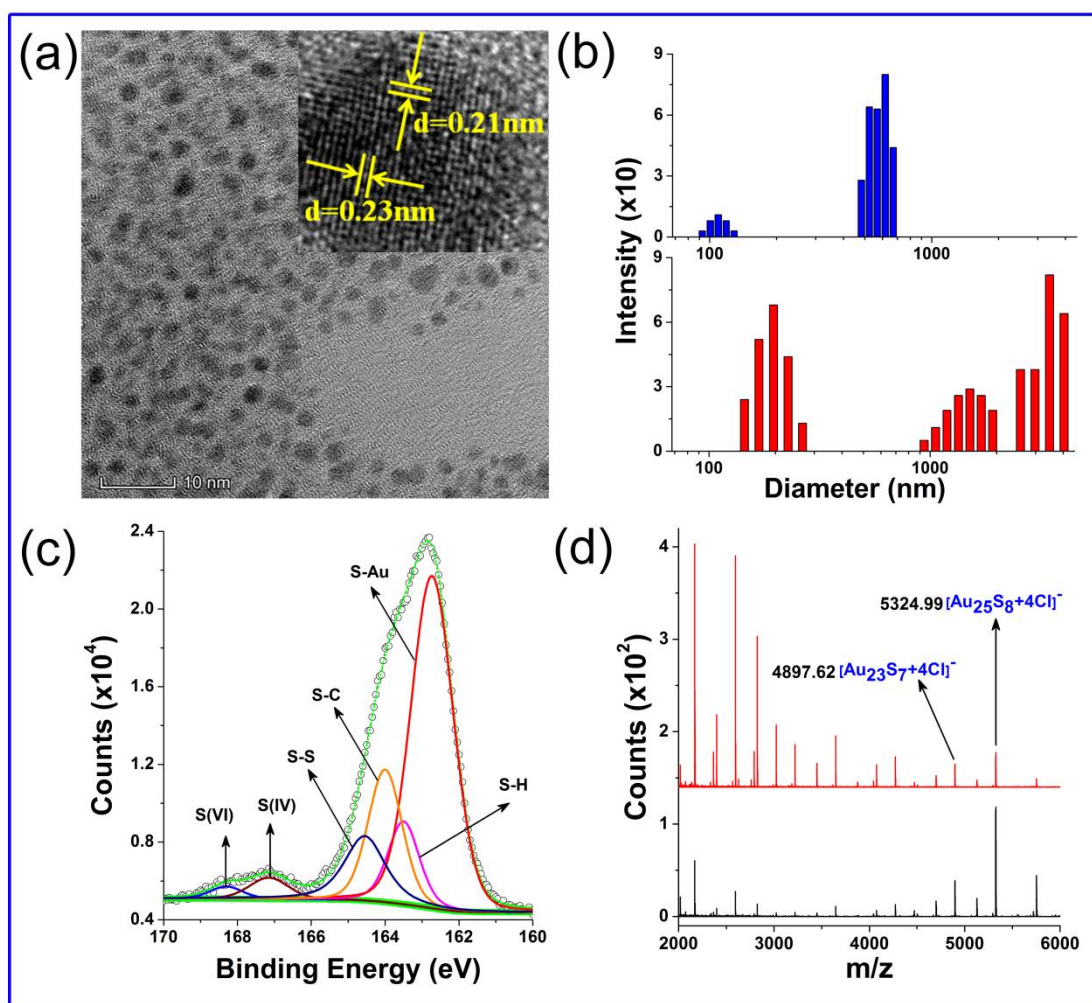 (a)
d=0.21nm
d=0.23nm
10 nm
(b)
Intensity (x10)
9
6
3
0
100
1000
9
6
3
0
100
1000
Diameter (nm)
(c)
Counts (x10⁴)
2.4
2.0
1.6
1.2
0.8
0.4
S-Au
S-C
S-S
S(VI)
S(IV)
S-H
170
168
166
164
162
160
Binding Energy (eV)
(d)
Counts (x10²)
4
2
1
0
5324.99 [Au₂₅S₈+4Cl]⁻
4897.62 [Au₂₃S₇+4Cl]⁻
2000
3000
4000
5000
6000
m/z